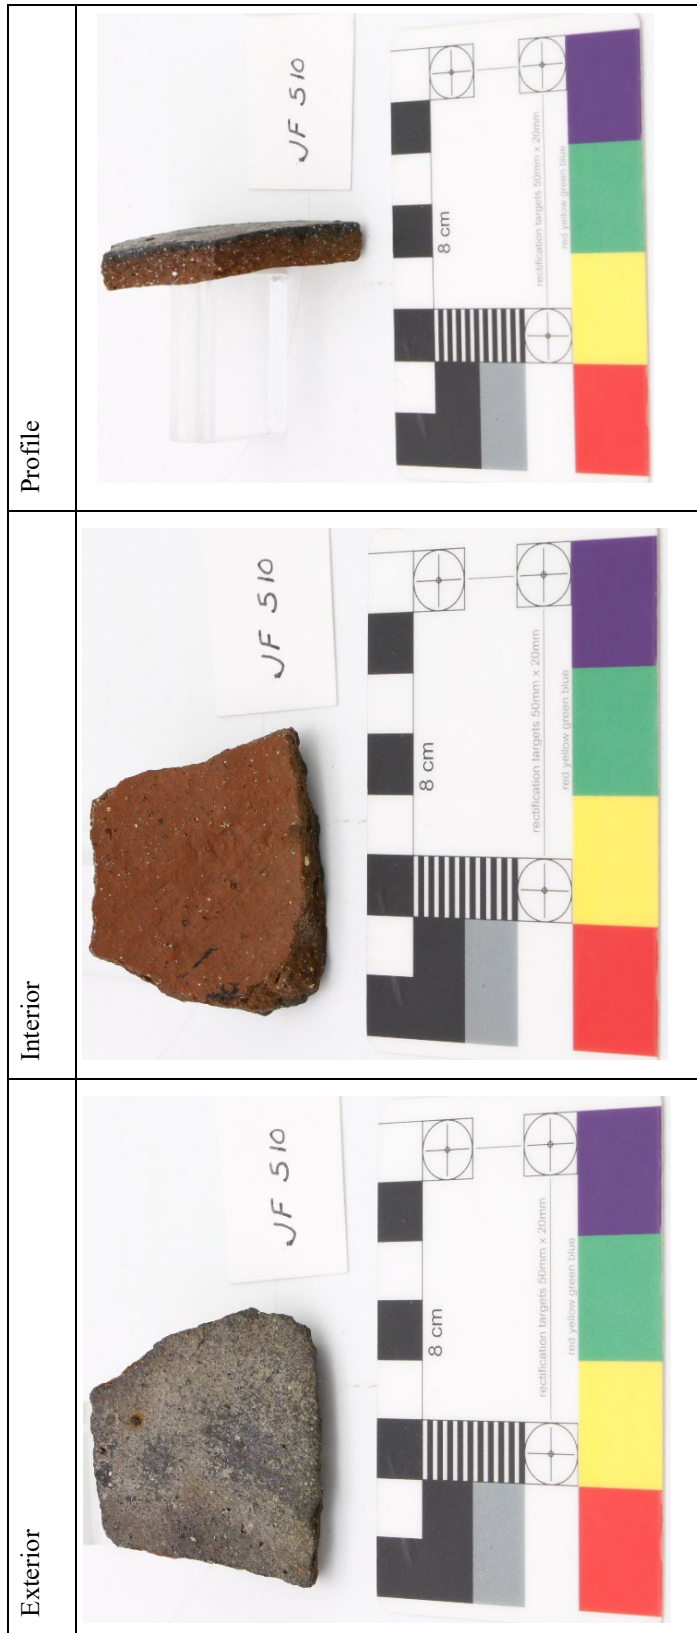 Profile
JF 510
8 cm
rectification targets 50mm x 20mm
red yellow green blue
Interior
JF 510
8 cm
rectification targets 50mm x 20mm
red yellow green blue
Exterior
JF 510
8 cm
rectification targets 50mm x 20mm
red yellow green blue